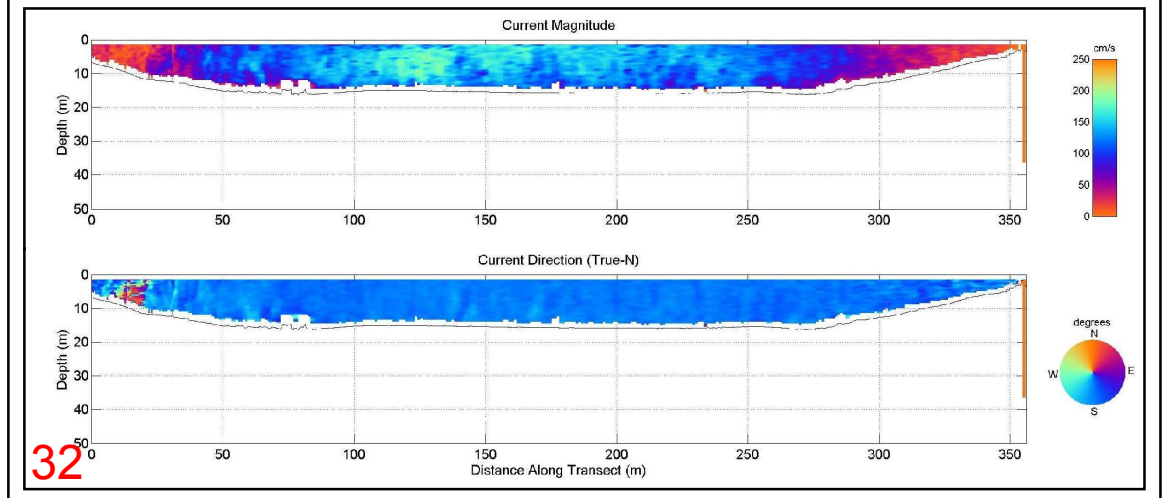 Current Magnitude
cm/s
0
10
20
30
40
50
Depth (m)
0 50 100 150 200 250 300 350
250
200
150
100
50
0
Current Direction (True-N)
0
10
20
30
40
50
Depth (m)
0 50 100 150 200 250 300 350
Distance Along Transect (m)
degrees
N
W E
S
32